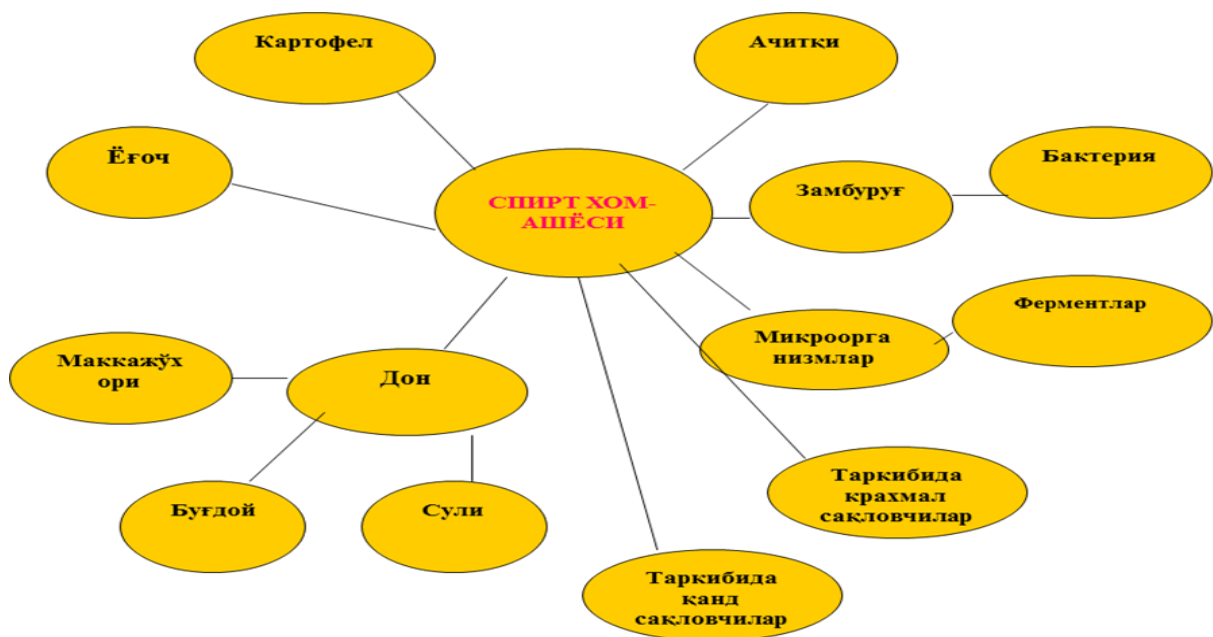 Картофел
Ачитқи
Ёғоч
Бактерия
Замбуруғ
СПИРТ ХОМ-
АШЁСИ
Ферментлар
Микроорга
низмлар
Маккажўх
ори
Дон
Таркибида
крахмал
сақловчилар
Буғдой
Сули
Таркибида
қанд
сақловчилар